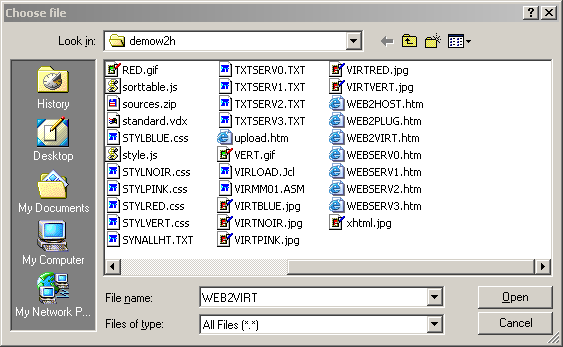 Choose file
Look in:
demow2h
History
Desktop
My Documents
My Computer
My Network P...
RED.gif
sorttable.js
sources.zip
standard.vdx
STYLBLUE.css
style.js
STYLNOIR.css
STYLPINK.css
STYLRED.css
STYLVERT.css
SYNALLHT.TXT
TXTSERV0.TXT
TXTSERV1.TXT
TXTSERV2.TXT
TXTSERV3.TXT
upload.htm
VERT.gif
VIRLOAD.Jcl
VIRMM01.ASM
VIRTBLUE.jpg
VIRTNOIR.jpg
VIRTPINK.jpg
VIRTRED.jpg
VIRTVERT.jpg
WEB2HOST.htm
WEB2PLUG.htm
WEB2VIRT.htm
WEBSERV0.htm
WEBSERV1.htm
WEBSERV2.htm
WEBSERV3.htm
xhtml.jpg
File name:
WEB2VIRT
Open
Files of type:
All Files (*.*)
Cancel